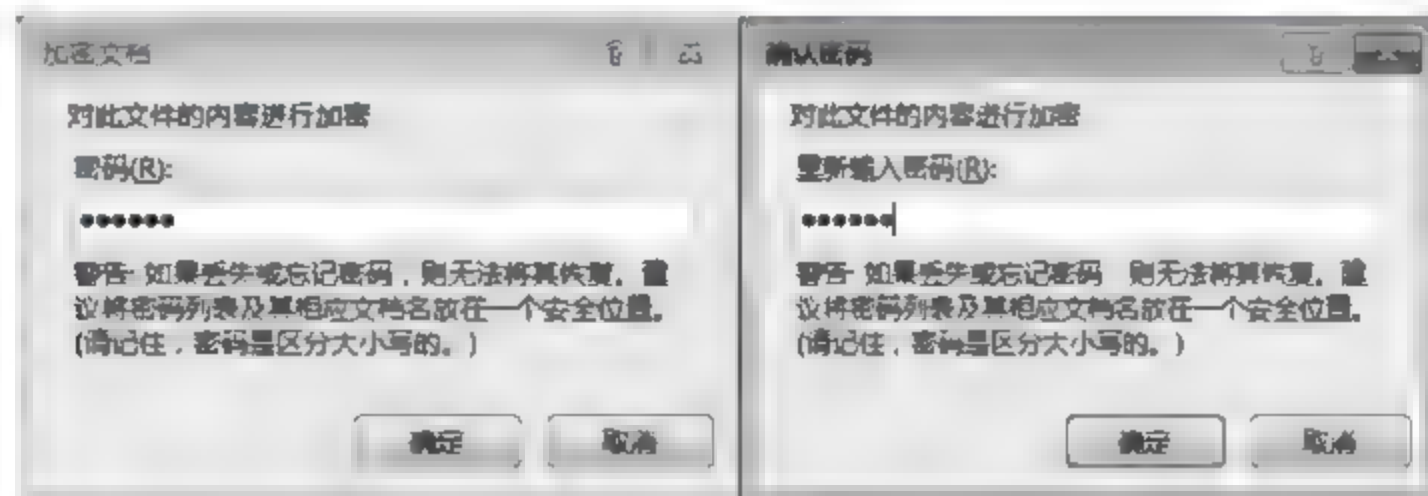 加密文档
对此文件的内容进行加密
密码(R):
●●●●●●
警告: 如果丢失或忘记密码，则无法将其恢复。建
议将密码列表及其相应文档名放在一个安全位置。
(请记住，密码是区分大小写的。)
确定
取消
确认密码
对此文件的内容进行加密
重新输入密码(R):
●●●●●●
警告: 如果丢失或忘记密码，则无法将其恢复。建
议将密码列表及其相应文档名放在一个安全位置。
(请记住，密码是区分大小写的。)
确定
取消